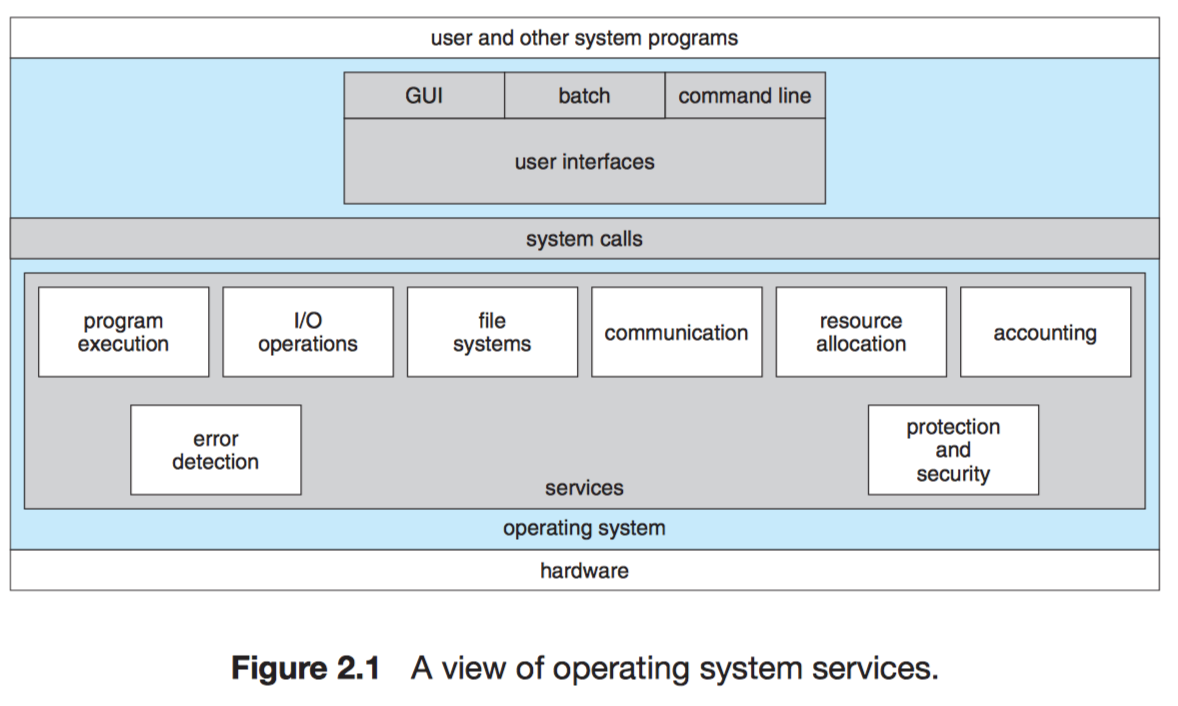 user and other system programs
GUI
batch
command line
user interfaces
system calls
program
execution
I/O
operations
file
systems
communication
resource
allocation
accounting
error
detection
protection
and
security
services
operating system
hardware
Figure 2.1 A view of operating system services.